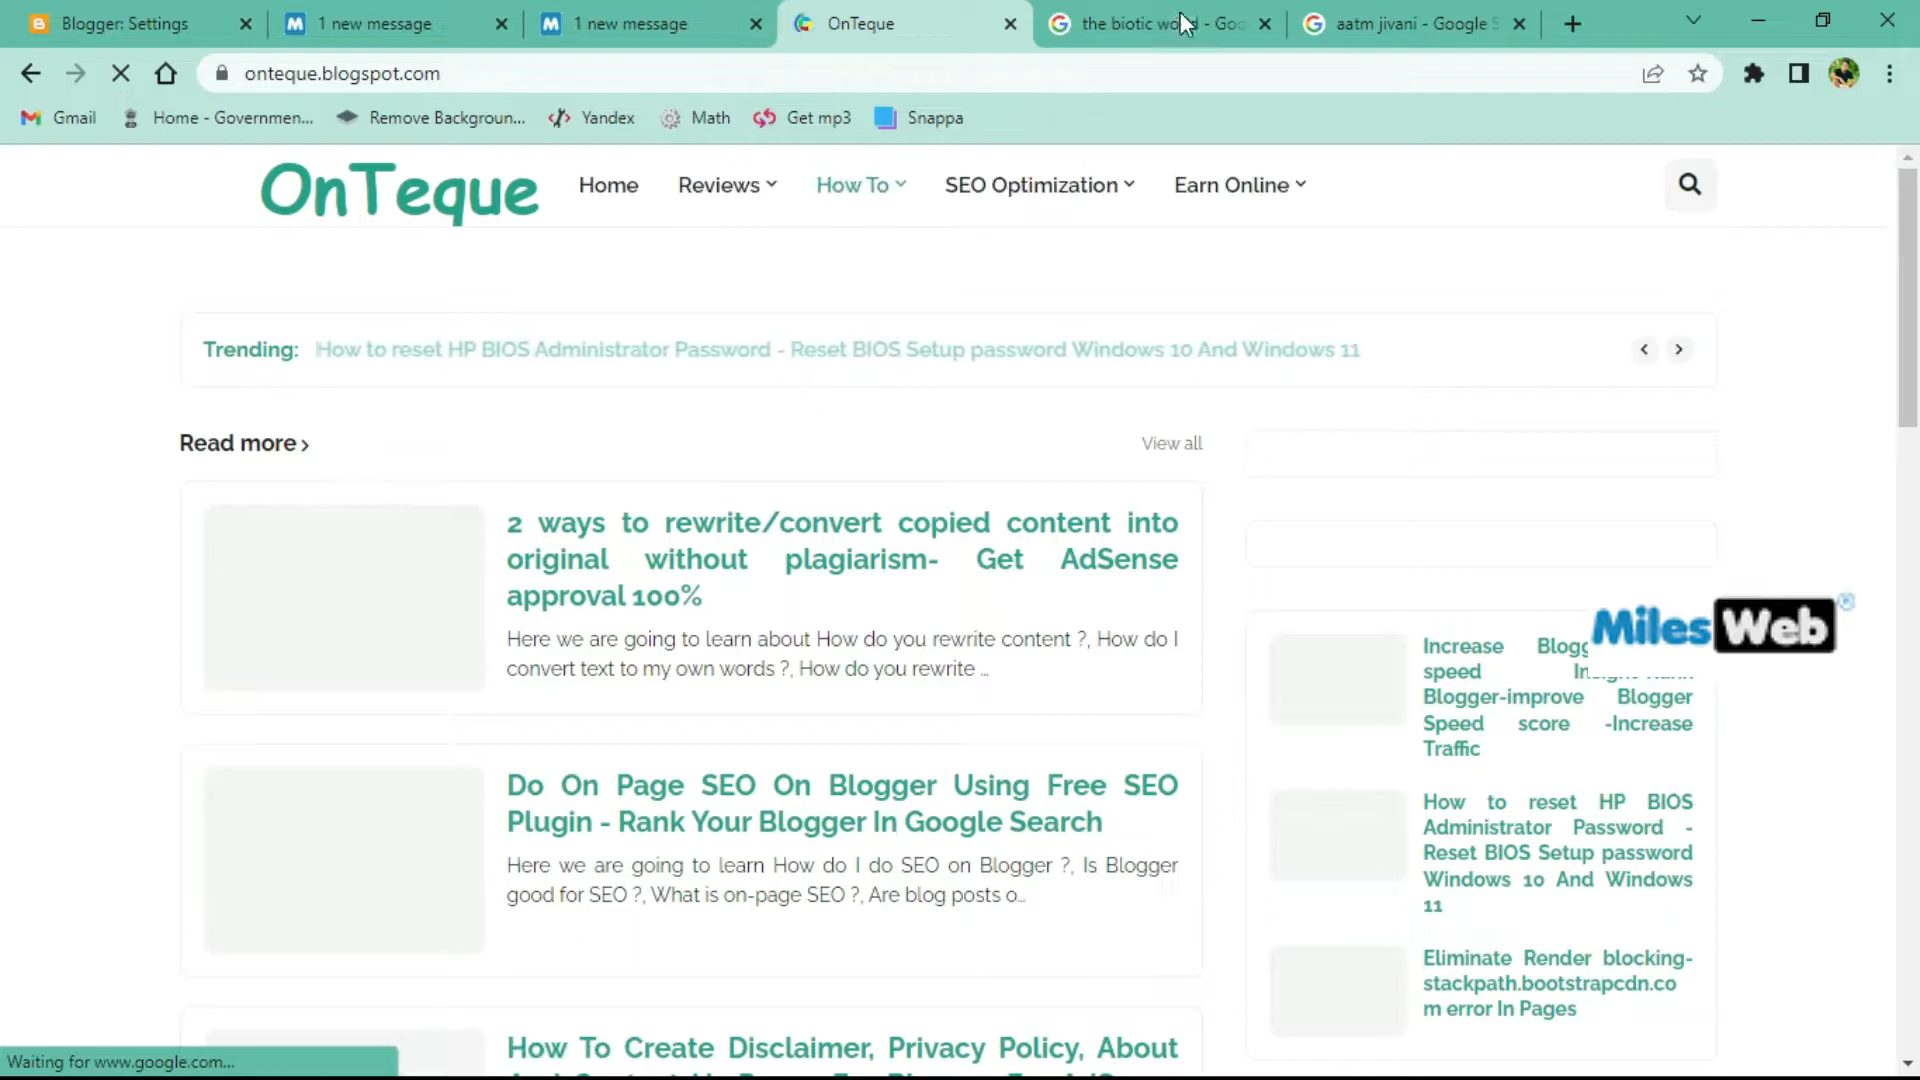 Blogger: Settings
1 new message
1 new message
OnTeque
the biotic wo d - Goo
aatm jivani - Google S
onteque.blogspot.com
Gmail
Home - Governmen...
Remove Backgroun...
Yandex
Math
Get mp3
Snappa
OnTeque
Home
Reviews
How To
SEO Optimization
Earn Online
Trending: How to reset HP BIOS Administrator Password - Reset BIOS Setup password Windows 10 And Windows 11
Read more
View all
2 ways to rewrite/convert copied content into
original without plagiarism- Get AdSense
approval 100%
Here we are going to learn about How do you rewrite content ?, How do I
convert text to my own words ?, How do you rewrite ...
Do On Page SEO On Blogger Using Free SEO
Plugin - Rank Your Blogger In Google Search
Here we are going to learn How do I do SEO on Blogger ?, Is Blogger
good for SEO ?, What is on-page SEO ?, Are blog posts o...
How To Create Disclaimer, Privacy Policy, About
MilesWeb®
Increase Blogg
speed
Blogger-improve Blogger
Speed score -Increase
Traffic
How to reset HP BIOS
Administrator Password -
Reset BIOS Setup password
Windows 10 And Windows
11
Eliminate Render blocking-
stackpath.bootstrapcdn.co
m error In Pages
Waiting for www.google.com...